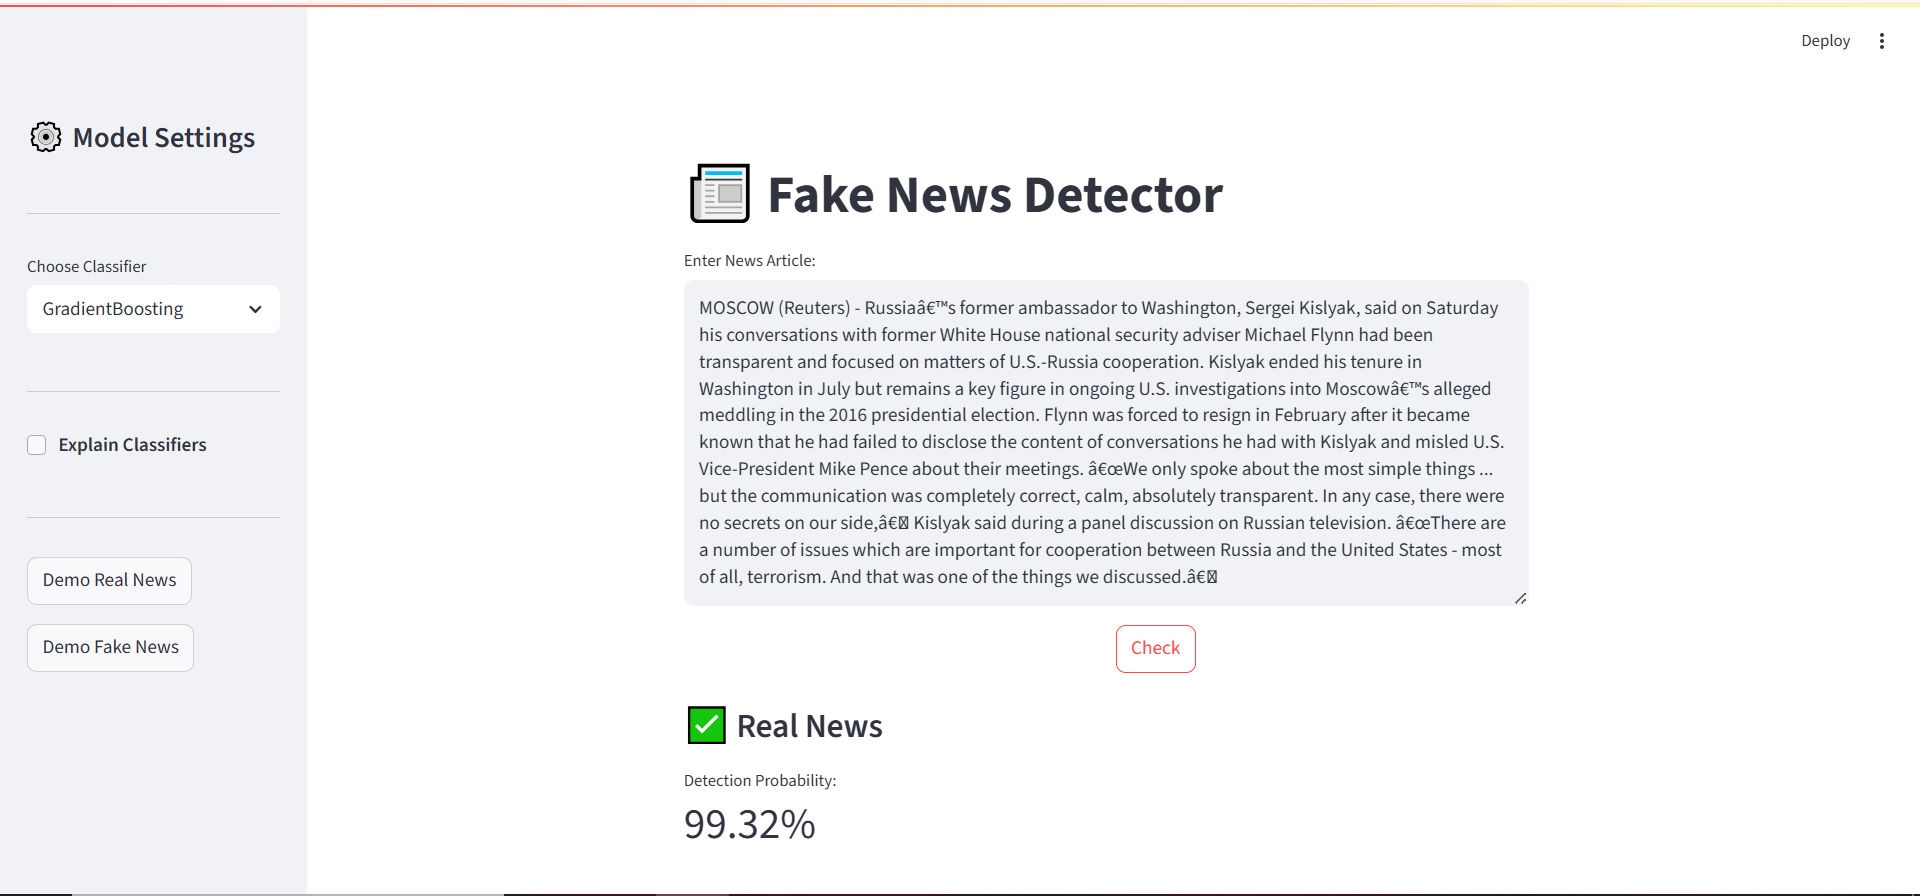 Deploy
Model Settings
Choose Classifier
GradientBoosting
Explain Classifiers
Demo Real News
Demo Fake News
Fake News Detector
Enter News Article:
MOSCOW (Reuters) - Russiaâ€™s former ambassador to Washington, Sergei Kislyak, said on Saturday
his conversations with former White House national security adviser Michael Flynn had been
transparent and focused on matters of U.S.-Russia cooperation. Kislyak ended his tenure in
Washington in July but remains a key figure in ongoing U.S. investigations into Moscowâ€™s alleged
meddling in the 2016 presidential election. Flynn was forced to resign in February after it became
known that he had failed to disclose the content of conversations he had with Kislyak and misled U.S.
Vice-President Mike Pence about their meetings. â€œWe only spoke about the most simple things ...
but the communication was completely correct, calm, absolutely transparent. In any case, there were
no secrets on our side,â€ Kislyak said during a panel discussion on Russian television. â€œThere are
a number of issues which are important for cooperation between Russia and the United States - most
of all, terrorism. And that was one of the things we discussed.â€
Check
Real News
Detection Probability:
99.32%